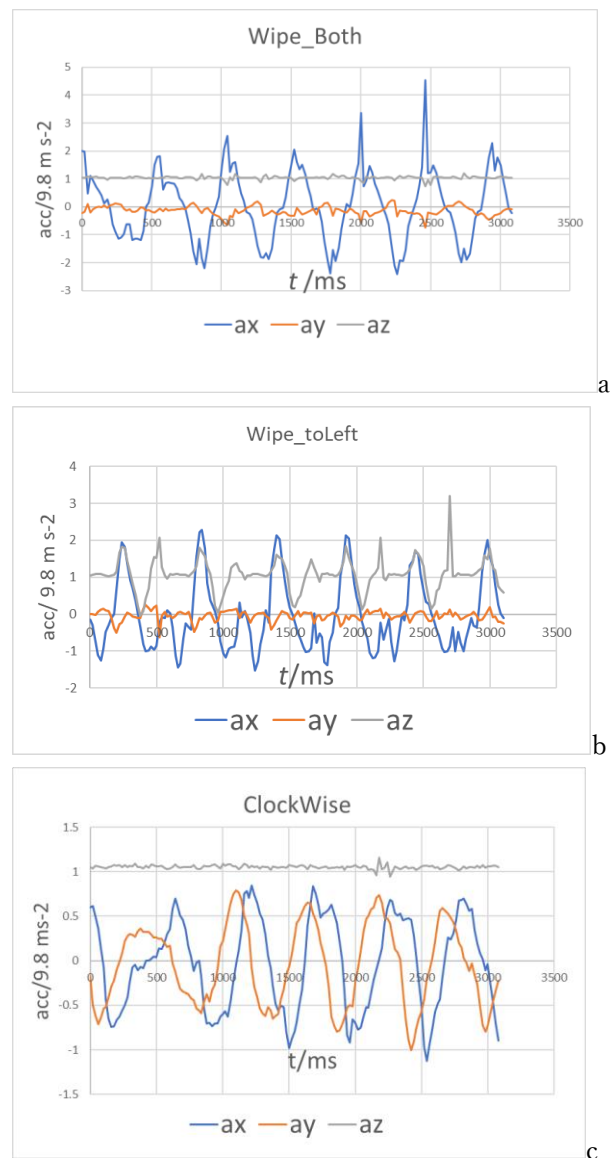 Wipe_Both
acc/9.8 m s-2
5
4
3
2
1
0
-1
-2
-3
0 500 1000 1500 2000 2500 3000 3500
t /ms
ax ay az
a
Wipe_toLeft
acc/ 9.8 m s-2
4
3
2
1
0
-1
-2
0 500 1000 1500 2000 2500 3000 3500
t/ms
ax ay az
b
ClockWise
acc/9.8 ms-2
1.5
1
0.5
0
-0.5
-1
-1.5
0 500 1000 1500 2000 2500 3000 3500
t/ms
ax ay az
c